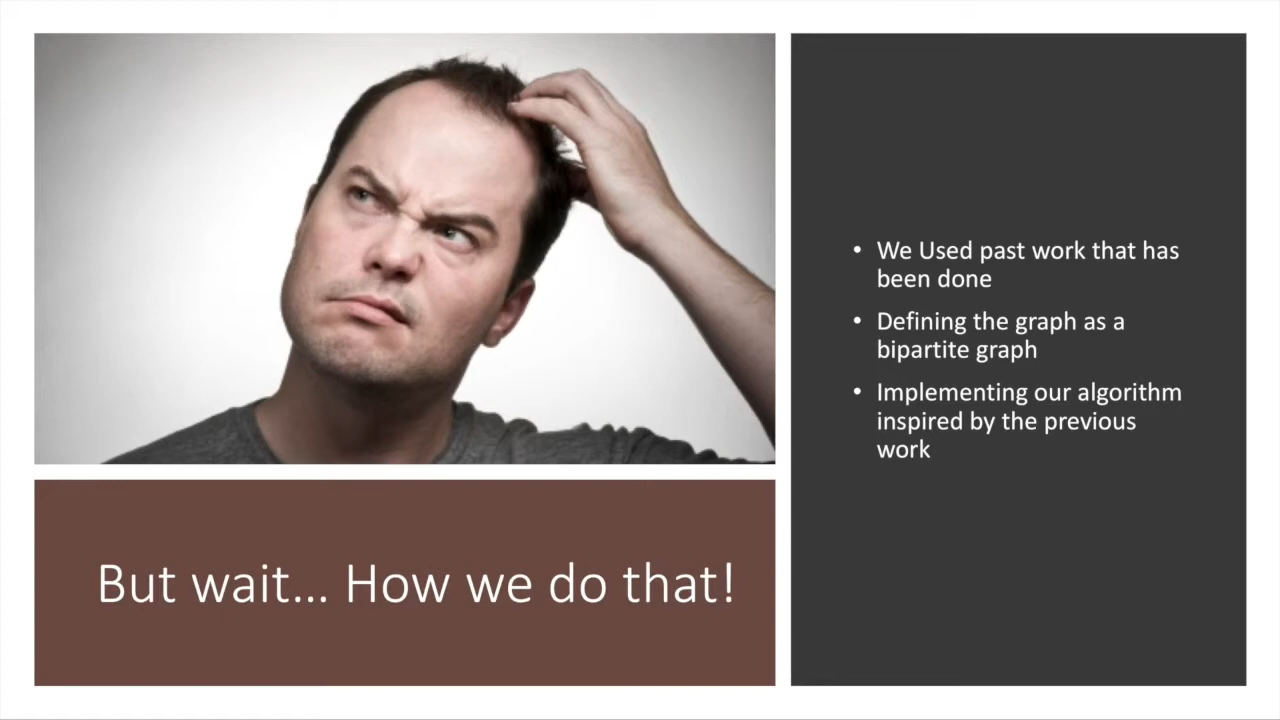 But wait... How we do that!
• We Used past work that has
been done
• Defining the graph as a
bipartite graph
• Implementing our algorithm
inspired by the previous
work